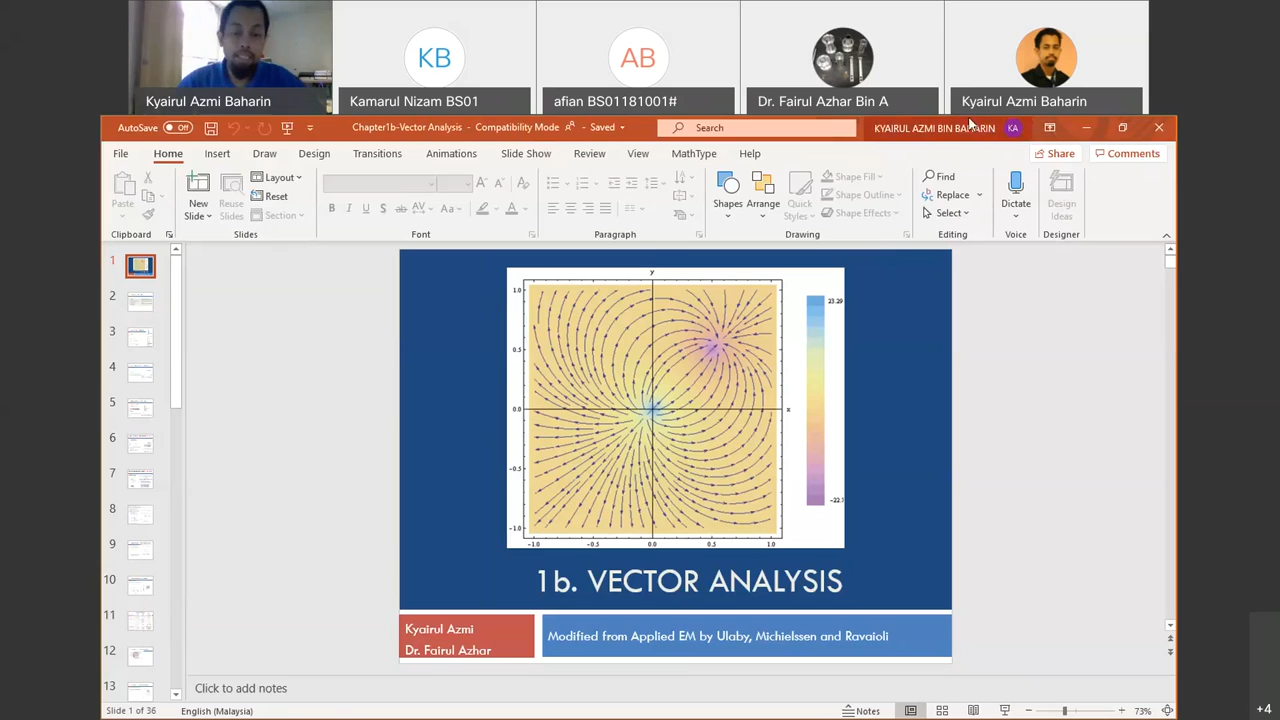 KB
AB
Kyairul Azmi Baharin
Kamarul Nizam BS01
afian BS01181001#
Dr. Fairul Azhar Bin A
Kyairul Azmi Baharin
AutoSave Off
Chapter1b-Vector Analysis - Compatibility Mode
- Saved
Search
KYAIRUL AZMI BIN BAHARIN
KA
File Home Insert Draw Design Transitions Animations Slide Show Review View MathType Help
Share
Comments
Paste
New Slide
Reuse Slides
Layout
Reset
Section
B I U S ab AV Aa A
Shapes
Arrange
Quick Styles
Shape Fill
Shape Outline
Shape Effects
Find
Replace
Select
Dictate
Design Ideas
Clipboard
Slides
Font
Paragraph
Drawing
Editing
Voice
Designer
1
2
3
4
5
6
7
8
9
10
11
12
13
y
1.0
0.5
0.0
-0.5
-1.0
-1.0 -0.5 0.0 0.5 1.0
x
23.29
1b. VECTOR ANALYSIS
Kyairul Azmi
Dr. Fairul Azhar
Modified from Applied EM by Ulaby, Michielssen and Ravaioli
Click to add notes
Slide 1 of 36
English (Malaysia)
Notes
73%
+4